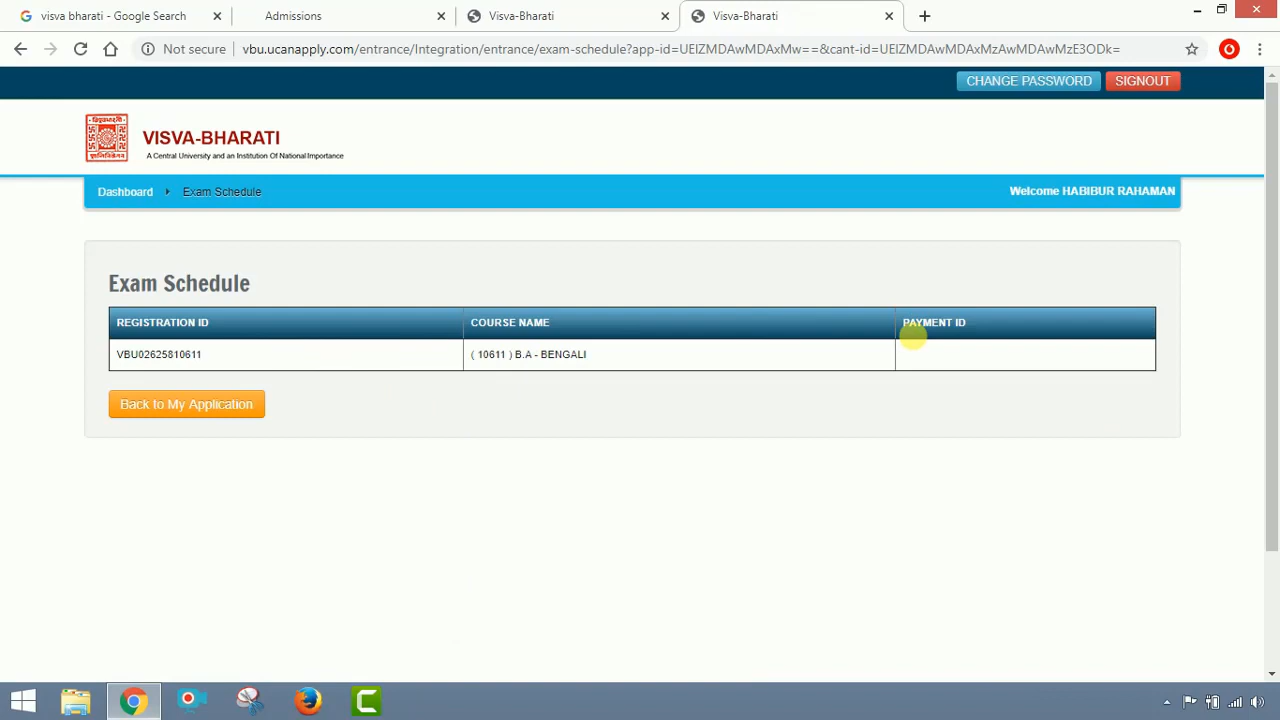 visva bharati - Google Search
Admissions
Visva-Bharati
Visva-Bharati
Not secure
vbu.ucanapply.com/entrance/Integration/entrance/exam-schedule?app-id=UElZMDAwMDAxMw==&cant-id=UElZMDAwMDAxMzAwMDAwMzE3ODk=
CHANGE PASSWORD
SIGNOUT
VISVA-BHARATI
A Central University and an Institution Of National Importance
Dashboard
Exam Schedule
Welcome HABIBUR RAHAMAN
Exam Schedule
REGISTRATION ID
COURSE NAME
PAYMENT ID
VBU02625810611
( 10611 ) B.A - BENGALI
Back to My Application